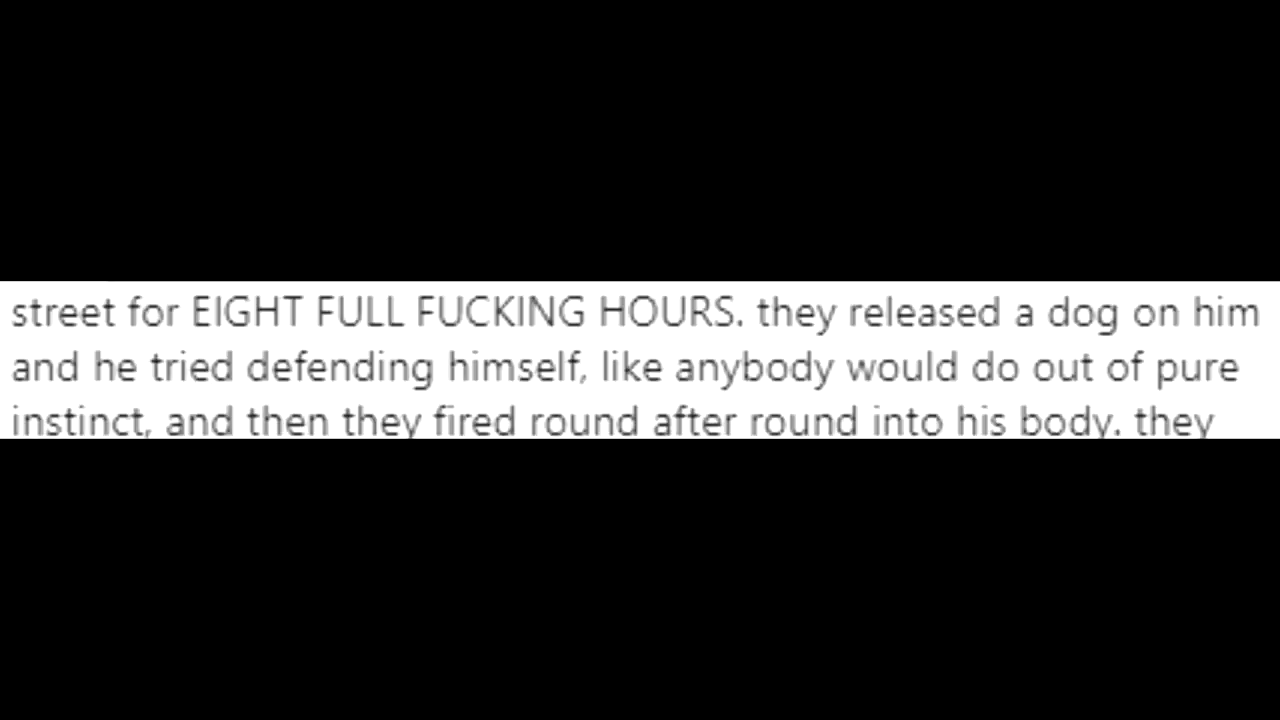 street for EIGHT FULL FUCKING HOURS. they released a dog on him
and he tried defending himself, like anybody would do out of pure
instinct, and then they fired round after round into his body. they